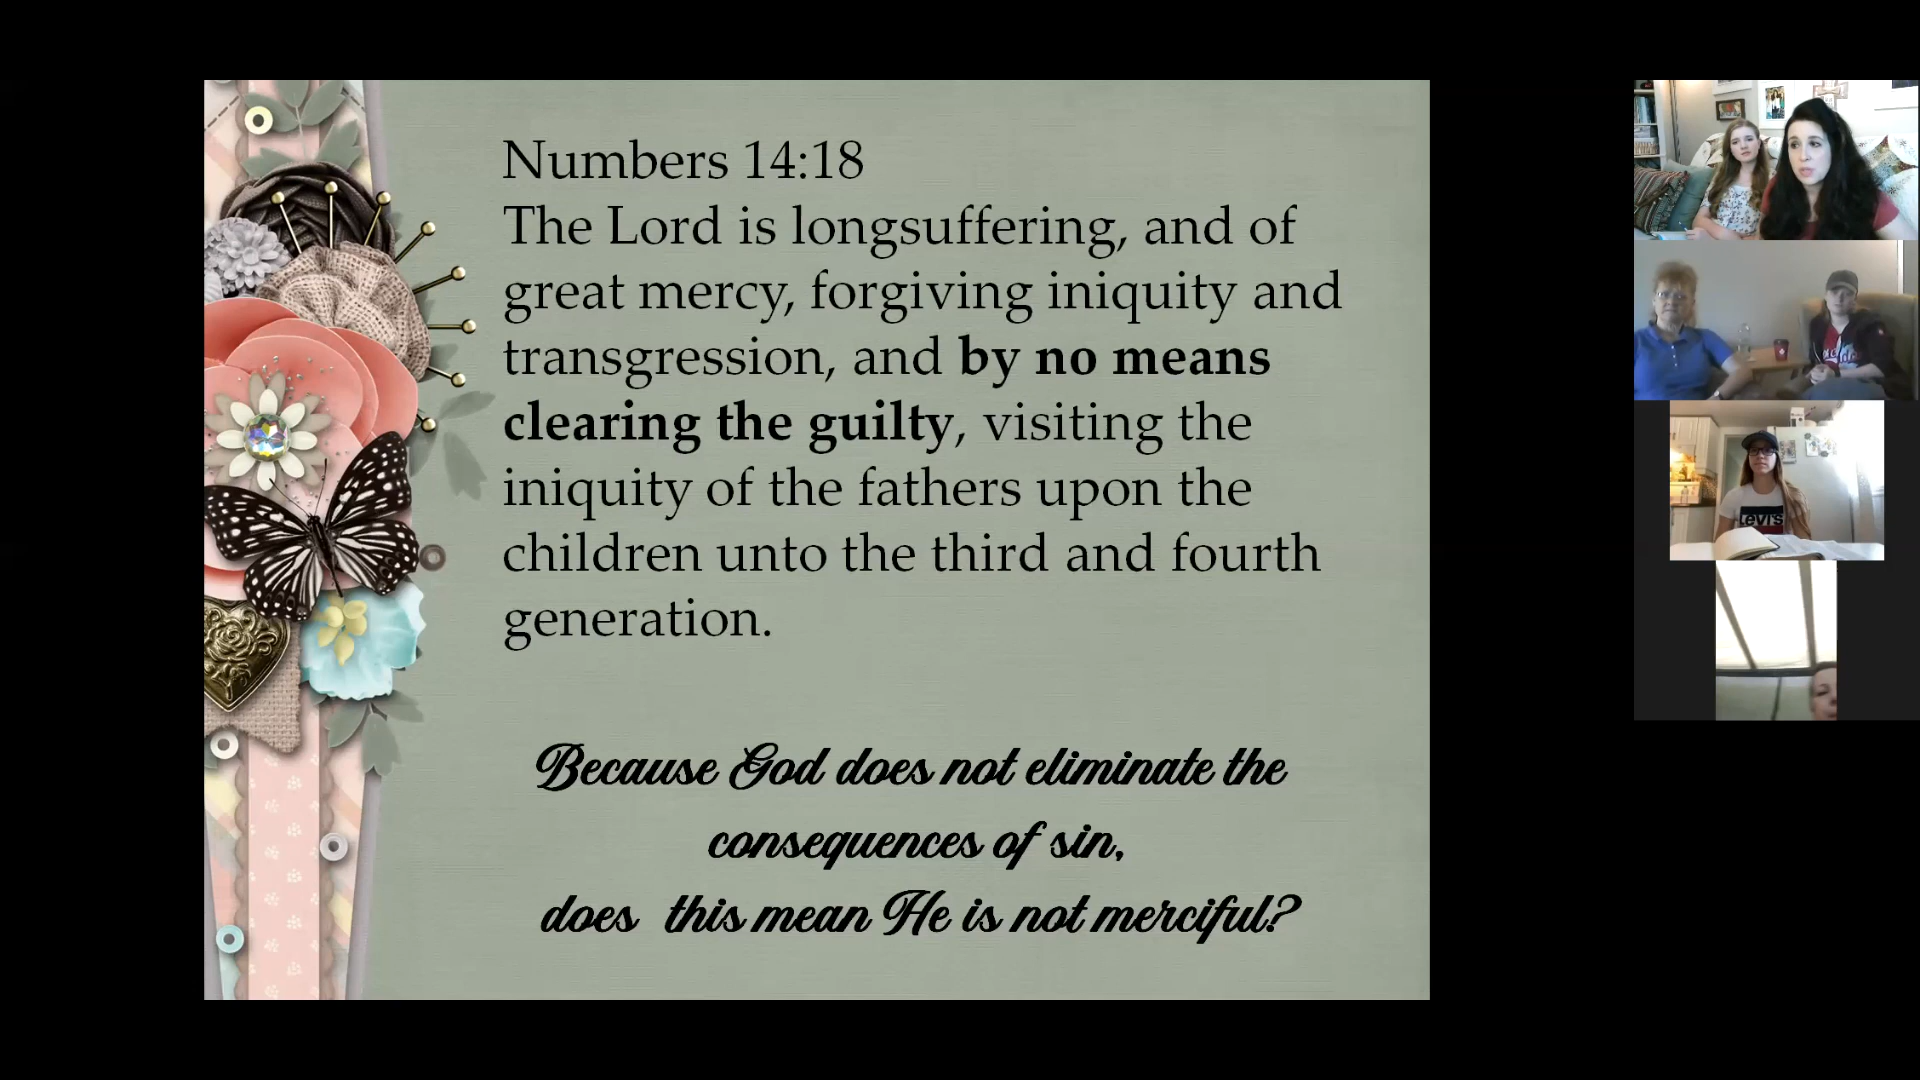 Numbers 14:18
The Lord is longsuffering, and of
great mercy, forgiving iniquity and
transgression, and by no means
clearing the guilty, visiting the
iniquity of the fathers upon the
children unto the third and fourth
generation.
Because God does not eliminate the
consequences of sin,
does this mean He is not merciful?
Levi's